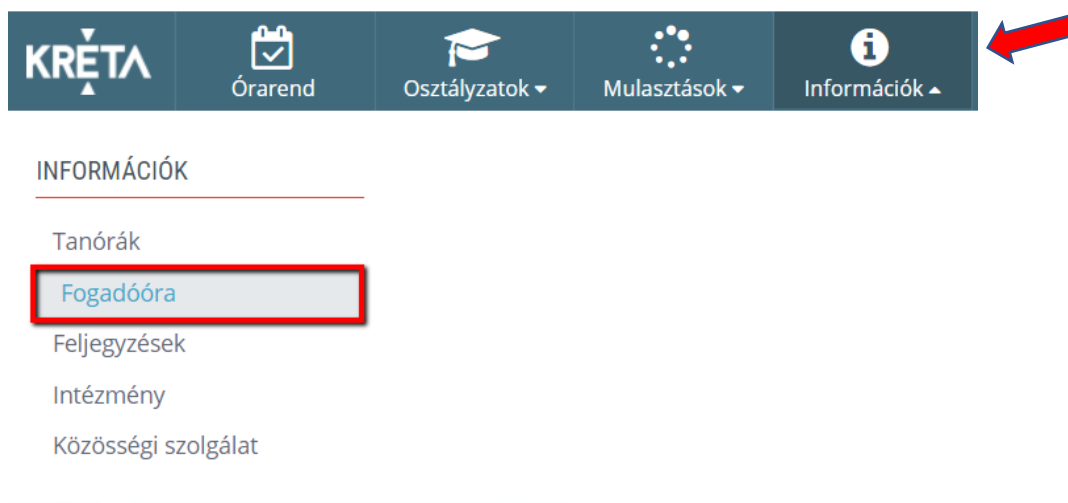 KRÉTA
Órarend
Osztályzatok
Mulasztások
Információk
INFORMÁCIÓK
Tanórák
Fogadóóra
Feljegyzések
Intézmény
Közösségi szolgálat